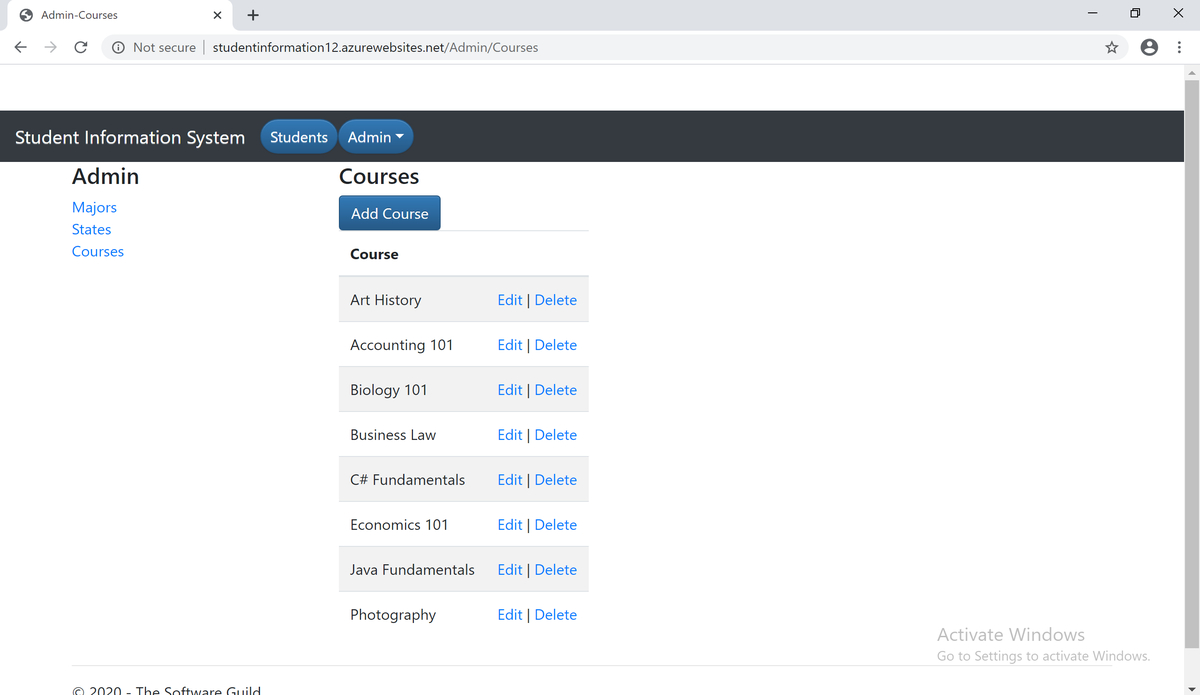 Admin-Courses
Not secure | studentinformation12.azurewebsites.net/Admin/Courses
Student Information System Students Admin
Admin
Majors
States
Courses
Courses
Add Course
Course
Art History Edit | Delete
Accounting 101 Edit | Delete
Biology 101 Edit | Delete
Business Law Edit | Delete
C# Fundamentals Edit | Delete
Economics 101 Edit | Delete
Java Fundamentals Edit | Delete
Photography Edit | Delete
Activate Windows
Go to Settings to activate Windows.
© 2020 - The Software Guild